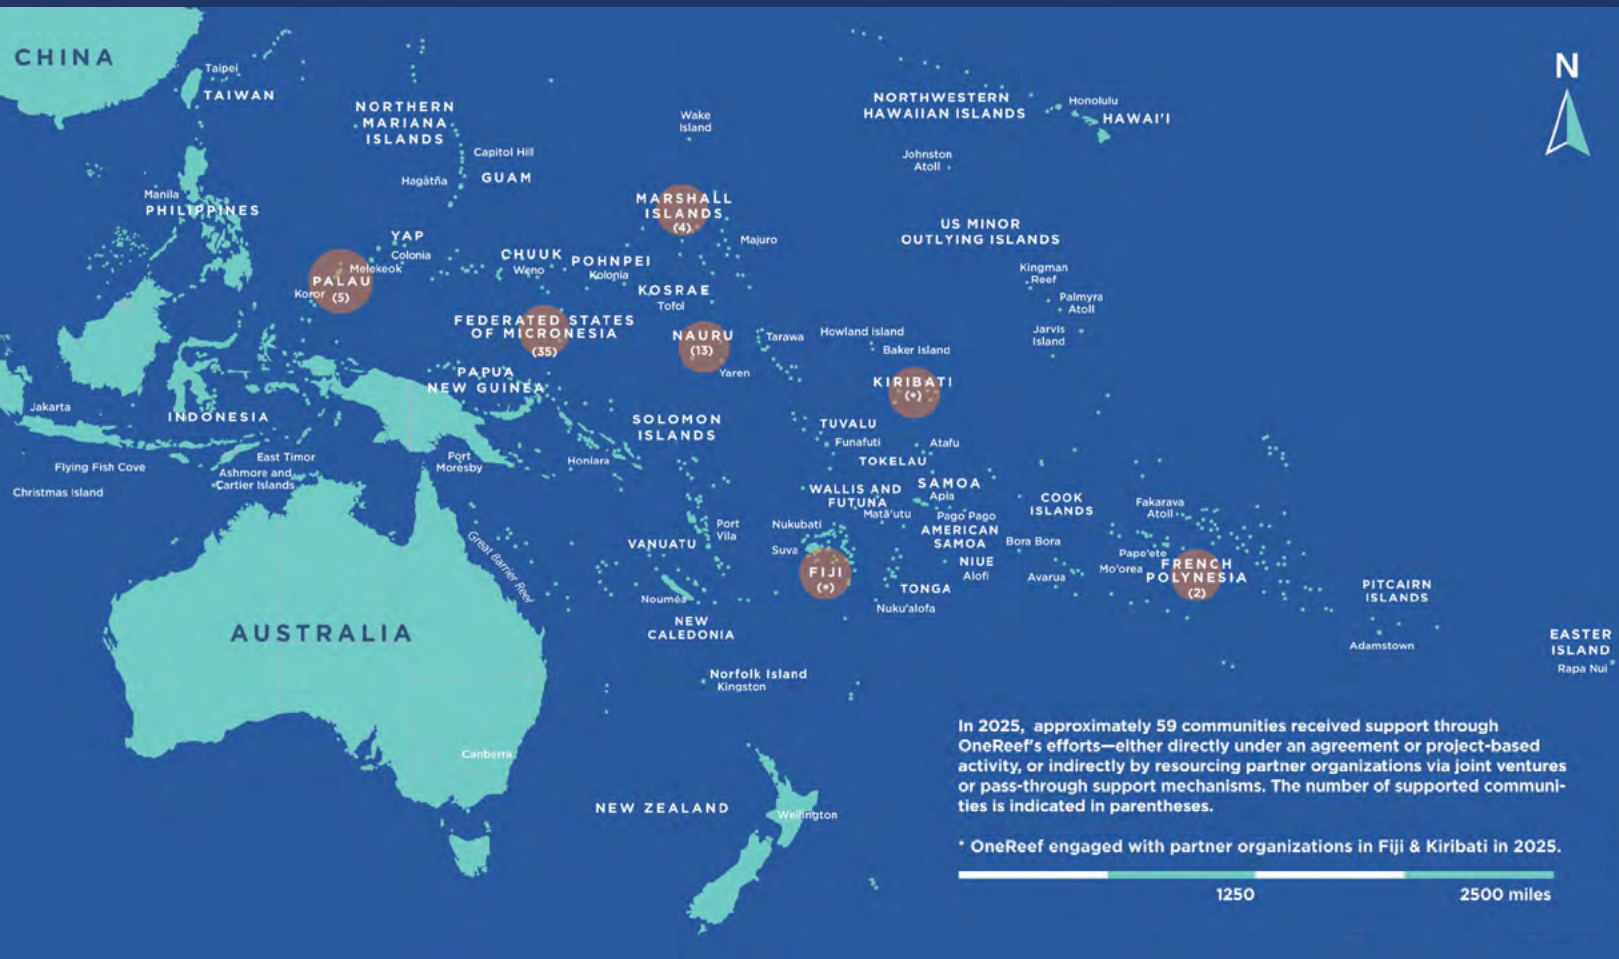 CHINA
Taipei
TAIWAN
NORTHERN
MARIANA
ISLANDS
Capitol Hill
Hagåtña
GUAM
Wake
Island
NORTHWESTERN
HAWAIIAN ISLANDS
Honolulu
HAWAI'I
N
Johnston
Atoll
Manila
PHILIPPINES
MARSHALL
ISLANDS
(4)
Majuro
US MINOR
OUTLYING ISLANDS
YAP
Colonia
CHUUK
Weno
POHNPEI
Kolonia
Melekeok
PALAU
Koror
(5)
KOSRAE
Tofol
Kingman
Reef
Palmyra
Atoll
Jarvis
Island
FEDERATED STATES
OF MICRONESIA
(35)
NAURU
(13)
Yaren
Tarawa
Howland Island
Baker Island
KIRIBATI
(*)
PAPUA
NEW GUINEA
Jakarta
INDONESIA
SOLOMON
ISLANDS
Honiara
TUVALU
Funafuti
Atafu
TOKELAU
Flying Fish Cove
Christmas Island
East Timor
Ashmore and
Cartier Islands
Port
Moresby
WALLIS AND
FUTUNA
Matā'utu
SAMOA
Apia
Pago Pago
AMERICAN
SAMOA
COOK
ISLANDS
Fakarava
Atoll
Great Barrier Reef
VANUATU
Port
Vila
Nukubati
Suva
FIJI
(*)
NIUE
Alofi
Bora Bora
Avarua
Pape'ete
Mo'orea
FRENCH
POLYNESIA
(2)
TONGA
Nuku'alofa
PITCAIRN
ISLANDS
Adamstown
EASTER
ISLAND
Rapa Nui
Nouméa
NEW
CALEDONIA
AUSTRALIA
Norfolk Island
Kingston
Canberra
NEW ZEALAND
Wellington
In 2025, approximately 59 communities received support through
OneReef's efforts—either directly under an agreement or project-based
activity, or indirectly by resourcing partner organizations via joint ventures
or pass-through support mechanisms. The number of supported communi-
ties is indicated in parentheses.
* OneReef engaged with partner organizations in Fiji & Kiribati in 2025.
1250
2500 miles